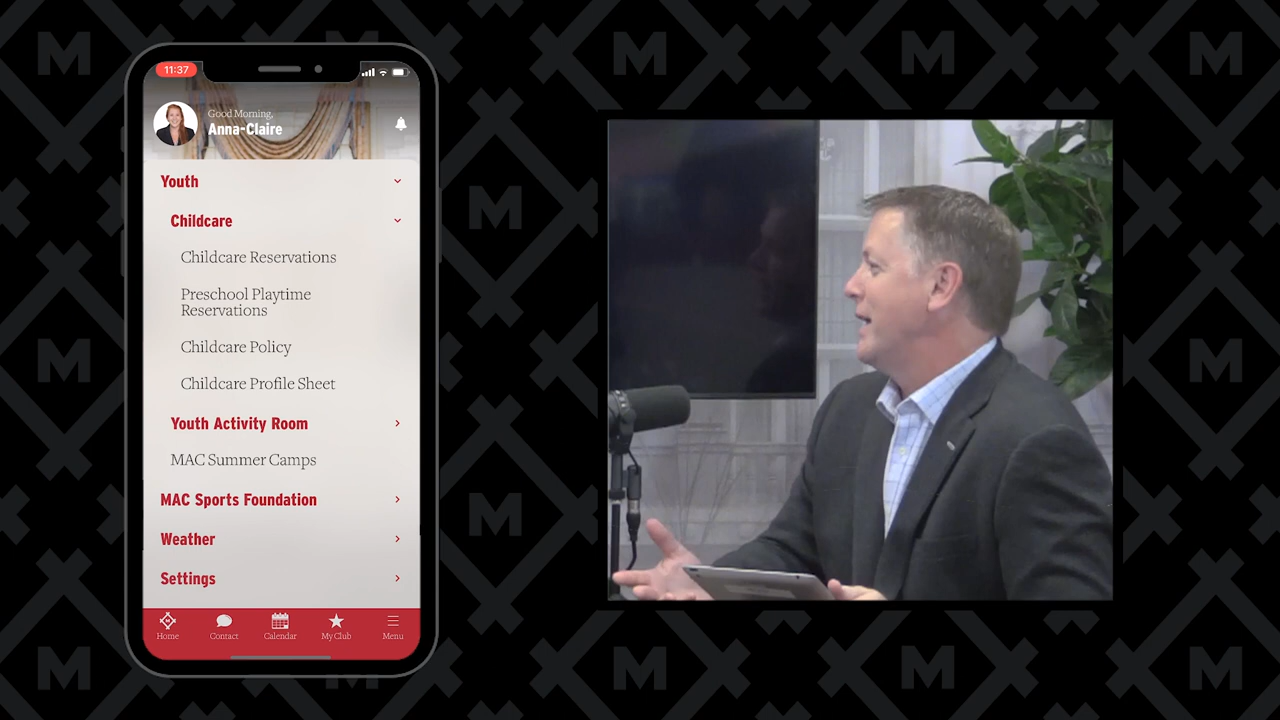 11:37
Good Morning,
Anna-Claire
Youth
Childcare
Childcare Reservations
Preschool Playtime
Reservations
Childcare Policy
Childcare Profile Sheet
Youth Activity Room
MAC Summer Camps
MAC Sports Foundation
Weather
Settings
Home
Contact
Calendar
My Club
Menu
M
M
M
M
M
M
M
M
M
M